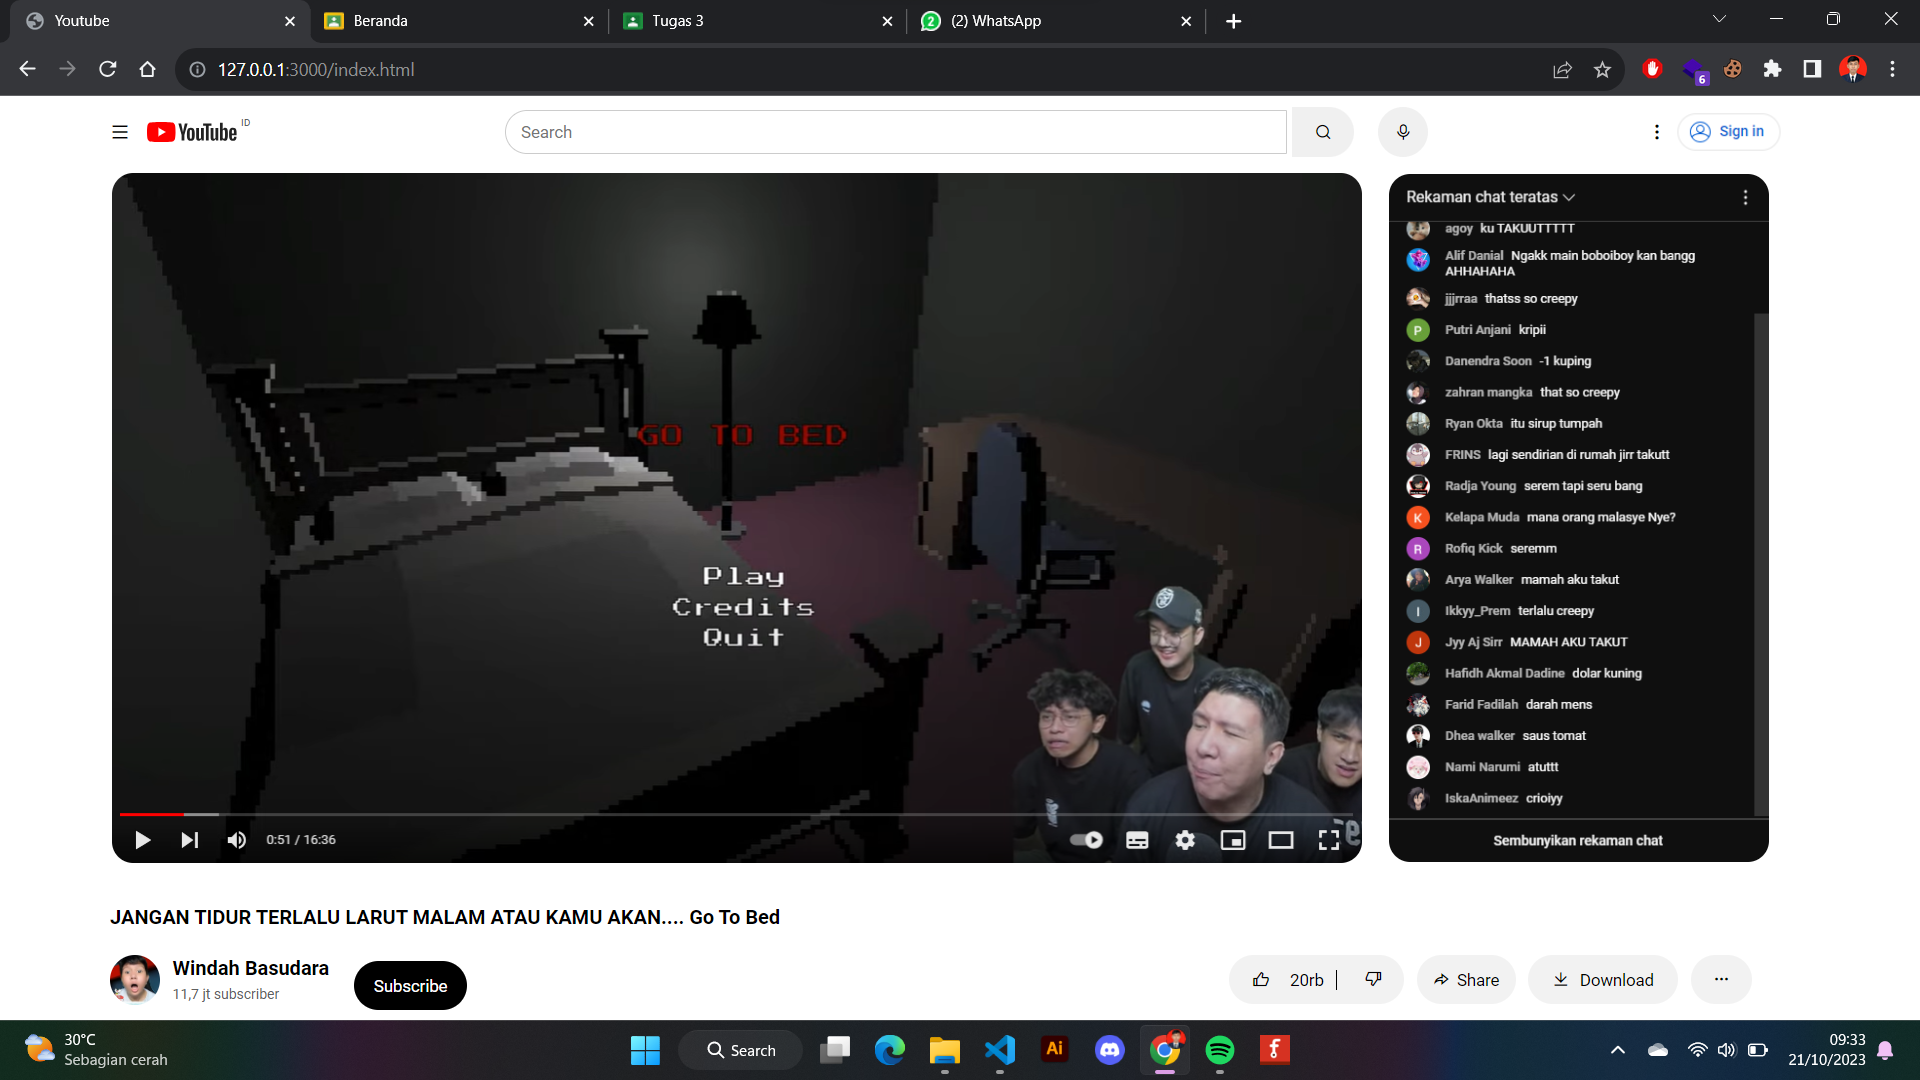 Youtube
Beranda
Tugas 3
(2) WhatsApp
127.0.0.1:3000/index.html
6
YouTube ID
Search
Sign in
GO TO BED
Play
Credits
Quit
0:51 / 16:36
Rekaman chat teratas
agoy ku TAKUUTTTTT
Alif Danial Ngakk main boboiboy kan bangg
AHHAHAHA
jjjrraa thatss so creepy
P Putri Anjani kripii
Danendra Soon -1 kuping
zahran mangka that so creepy
Ryan Okta itu sirup tumpah
FRINS lagi sendirian di rumah jirr takutt
Radja Young serem tapi seru bang
K Kelapa Muda mana orang malasye Nye?
R Rofiq Kick seremm
Arya Walker mamah aku takut
I Ikkyy_Prem terlalu creepy
J Jyy Aj Sirr MAMAH AKU TAKUT
Hafidh Akmal Dadine dolar kuning
Farid Fadilah darah mens
Dhea walker saus tomat
Nami Narumi atuttt
IskaAnimeez crioiyy
Sembunyikan rekaman chat
JANGAN TIDUR TERLALU LARUT MALAM ATAU KAMU AKAN.... Go To Bed
Windah Basudara
11,7 jt subscriber
Subscribe
20rb
Share
Download
30°C
Sebagian cerah
Search
Ai
09:33
21/10/2023